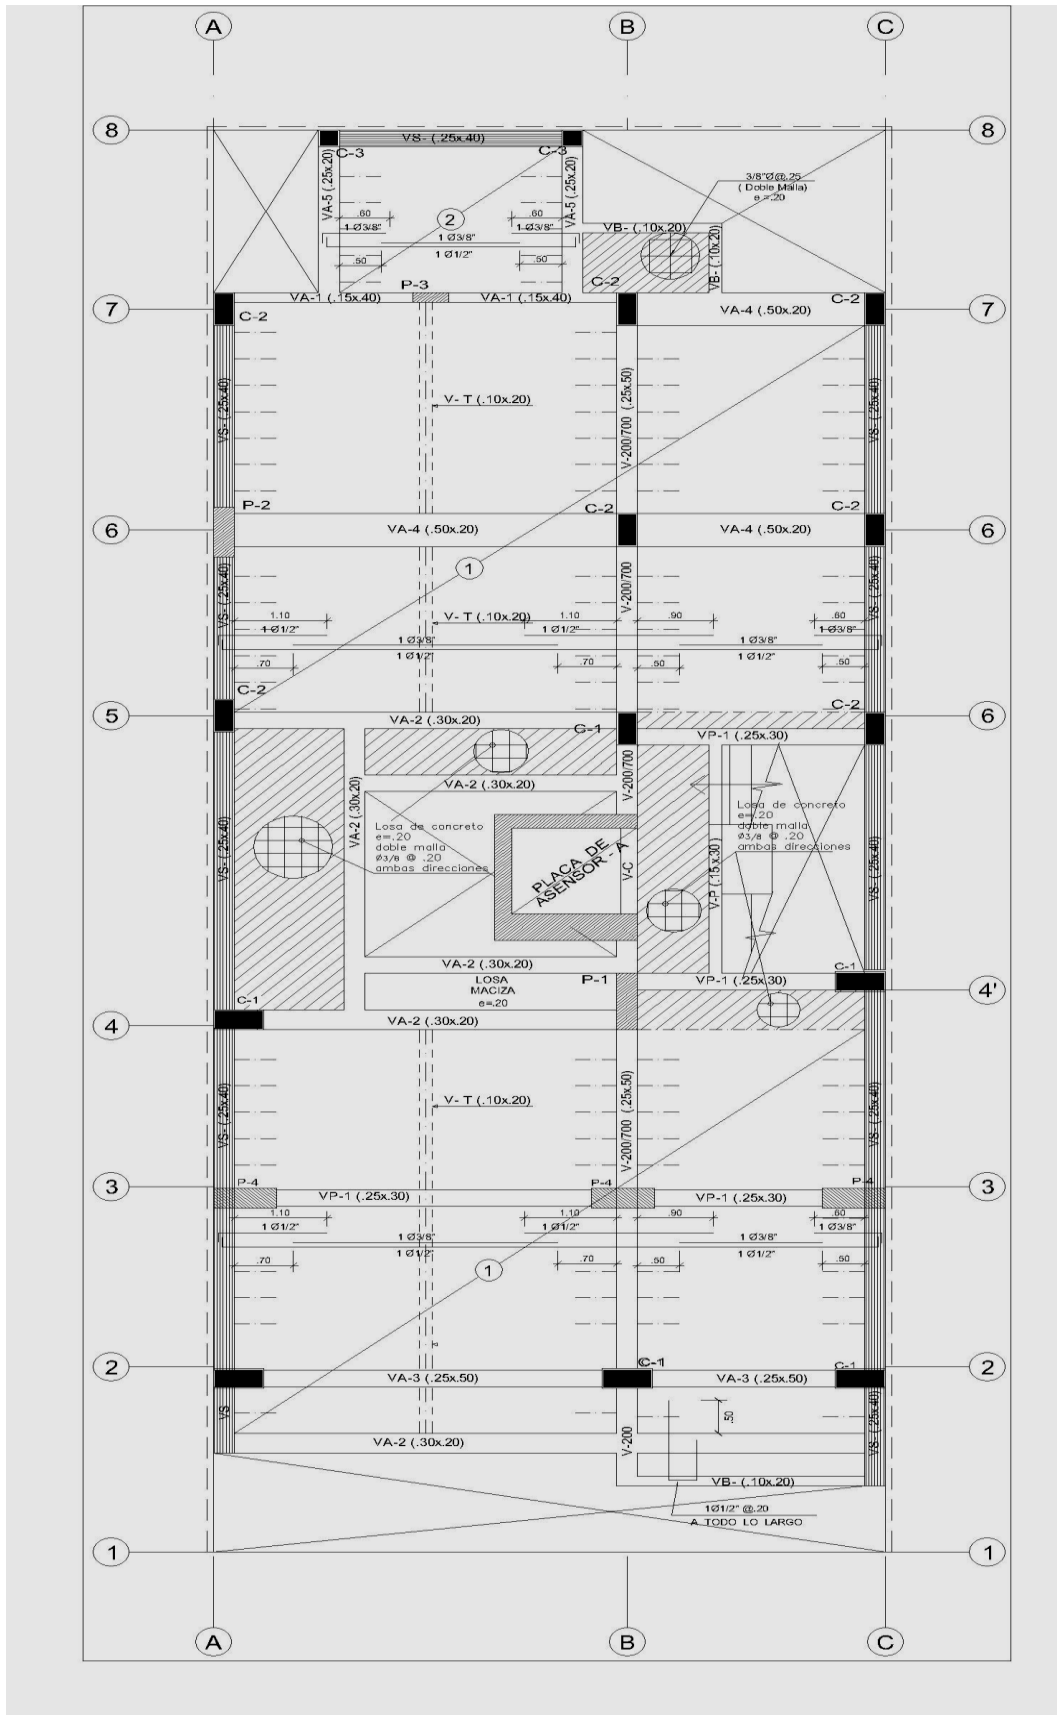 A
B
C
8
VS- (.25x.40)
8
C-3
C-3
VA-5 (.25x.20)
VA-5 (.25x.20)
3/8"Ø@.25
( Doble Malla)
e =.20
.60
2
.60
1 Ø3/8"
1 Ø3/8"
1 Ø3/8"
VB- (.10x.20)
VB- (.10x.20)
1 Ø1/2"
.50
.50
C-2
P-3
VA-1 (.15x.40)
VA-1 (.15x.40)
C-2
7
C-2
VA-4 (.50x.20)
7
VS- (.25x.40)
V-200/700 (.25x.50)
VS- (.25x.40)
V- T (.10x.20)
P-2
C-2
C-2
6
VA-4 (.50x.20)
VA-4 (.50x.20)
6
1
VS- (.25x.40)
V-200/700
VS- (.25x.40)
1.10
V- T (.10x.20)
1.10
.90
.60
1 Ø1/2"
1 Ø1/2"
1 Ø3/8"
1 Ø3/8"
1 Ø3/8"
1 Ø1/2"
1 Ø1/2"
.70
.70
.50
.50
C-2
C-2
5
VA-2 (.30x.20)
6
C-1
VP-1 (.25x.30)
VA-2 (.30x.20)
V-200/700
VA-2 (.30x.20)
Losa de concreto
e=.20
doble malla
Ø3/8 @ .20
ambas direcciones
Losa de concreto
e=.20
doble malla
Ø3/8 @ .20
ambas direcciones
VS- (.25x.40)
PLACA DE
ASENSOR - A
V-C
V-P (.15x.30)
VS- (.25x.40)
VA-2 (.30x.20)
C-1
LOSA
MACIZA
e=.20
P-1
VP-1 (.25x.30)
4'
C-1
4
VA-2 (.30x.20)
VS- (.25x.40)
V- T (.10x.20)
V-200/700 (.25x.50)
VS- (.25x.40)
3
P-4
P-4
P-4
3
VP-1 (.25x.30)
VP-1 (.25x.30)
1.10
1.10
.90
.60
1 Ø1/2"
1 Ø1/2"
1 Ø3/8"
1 Ø3/8"
1 Ø3/8"
1 Ø1/2"
1 Ø1/2"
.70
.70
.50
.50
1
2
C-1
C-1
2
VA-3 (.25x.50)
VA-3 (.25x.50)
VS
.50
VS- (.25x.40)
VA-2 (.30x.20)
V-200
VB- (.10x.20)
1Ø1/2" @.20
A TODO LO LARGO
1
1
A
B
C